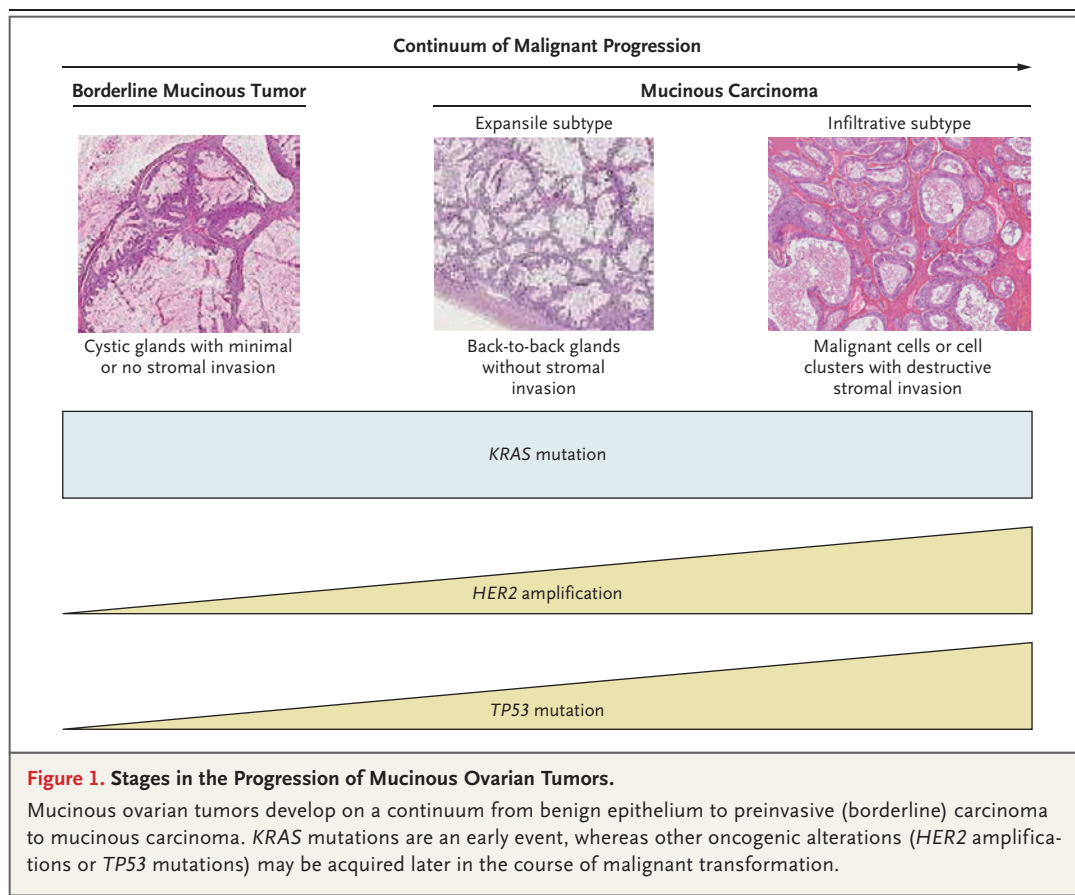 Continuum of Malignant Progression
Borderline Mucinous Tumor
Mucinous Carcinoma
Expansile subtype
Infiltrative subtype
Cystic glands with minimal
or no stromal invasion
Back-to-back glands
without stromal
invasion
Malignant cells or cell
clusters with destructive
stromal invasion
KRAS mutation
HER2 amplification
TP53 mutation
Figure 1. Stages in the Progression of Mucinous Ovarian Tumors.
Mucinous ovarian tumors develop on a continuum from benign epithelium to preinvasive (borderline) carcinoma
to mucinous carcinoma. KRAS mutations are an early event, whereas other oncogenic alterations (HER2 amplifica-
tions or TP53 mutations) may be acquired later in the course of malignant transformation.